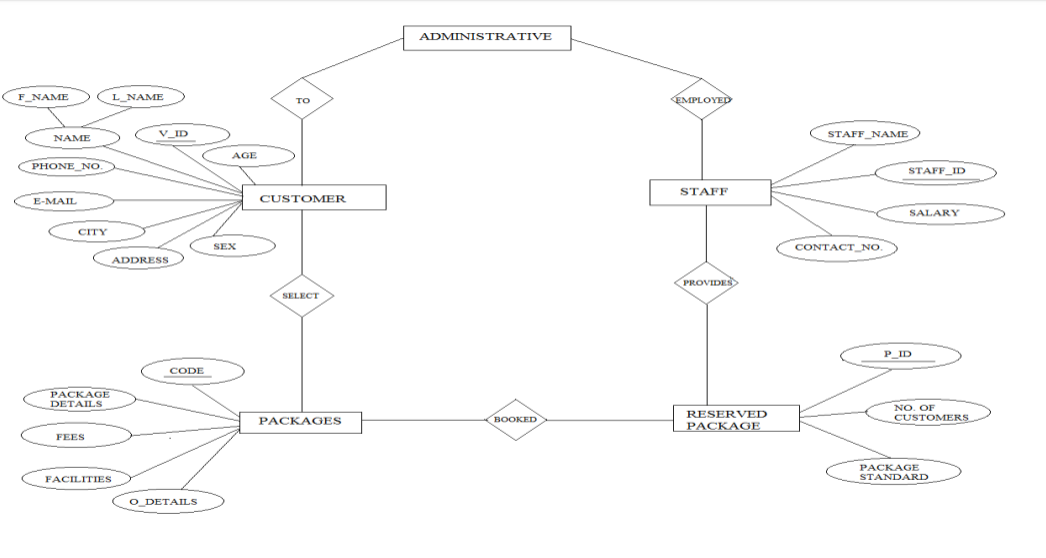 ADMINISTRATIVE
TO
EMPLOYED
F_NAME
L_NAME
NAME
V_ID
AGE
PHONE_NO.
E-MAIL
CITY
ADDRESS
SEX
CUSTOMER
STAFF
STAFF_NAME
STAFF_ID
SALARY
CONTACT_NO.
SELECT
PROVIDES
CODE
PACKAGE
DETAILS
FEES
FACILITIES
O_DETAILS
PACKAGES
BOOKED
RESERVED
PACKAGE
P_ID
NO. OF
CUSTOMERS
PACKAGE
STANDARD